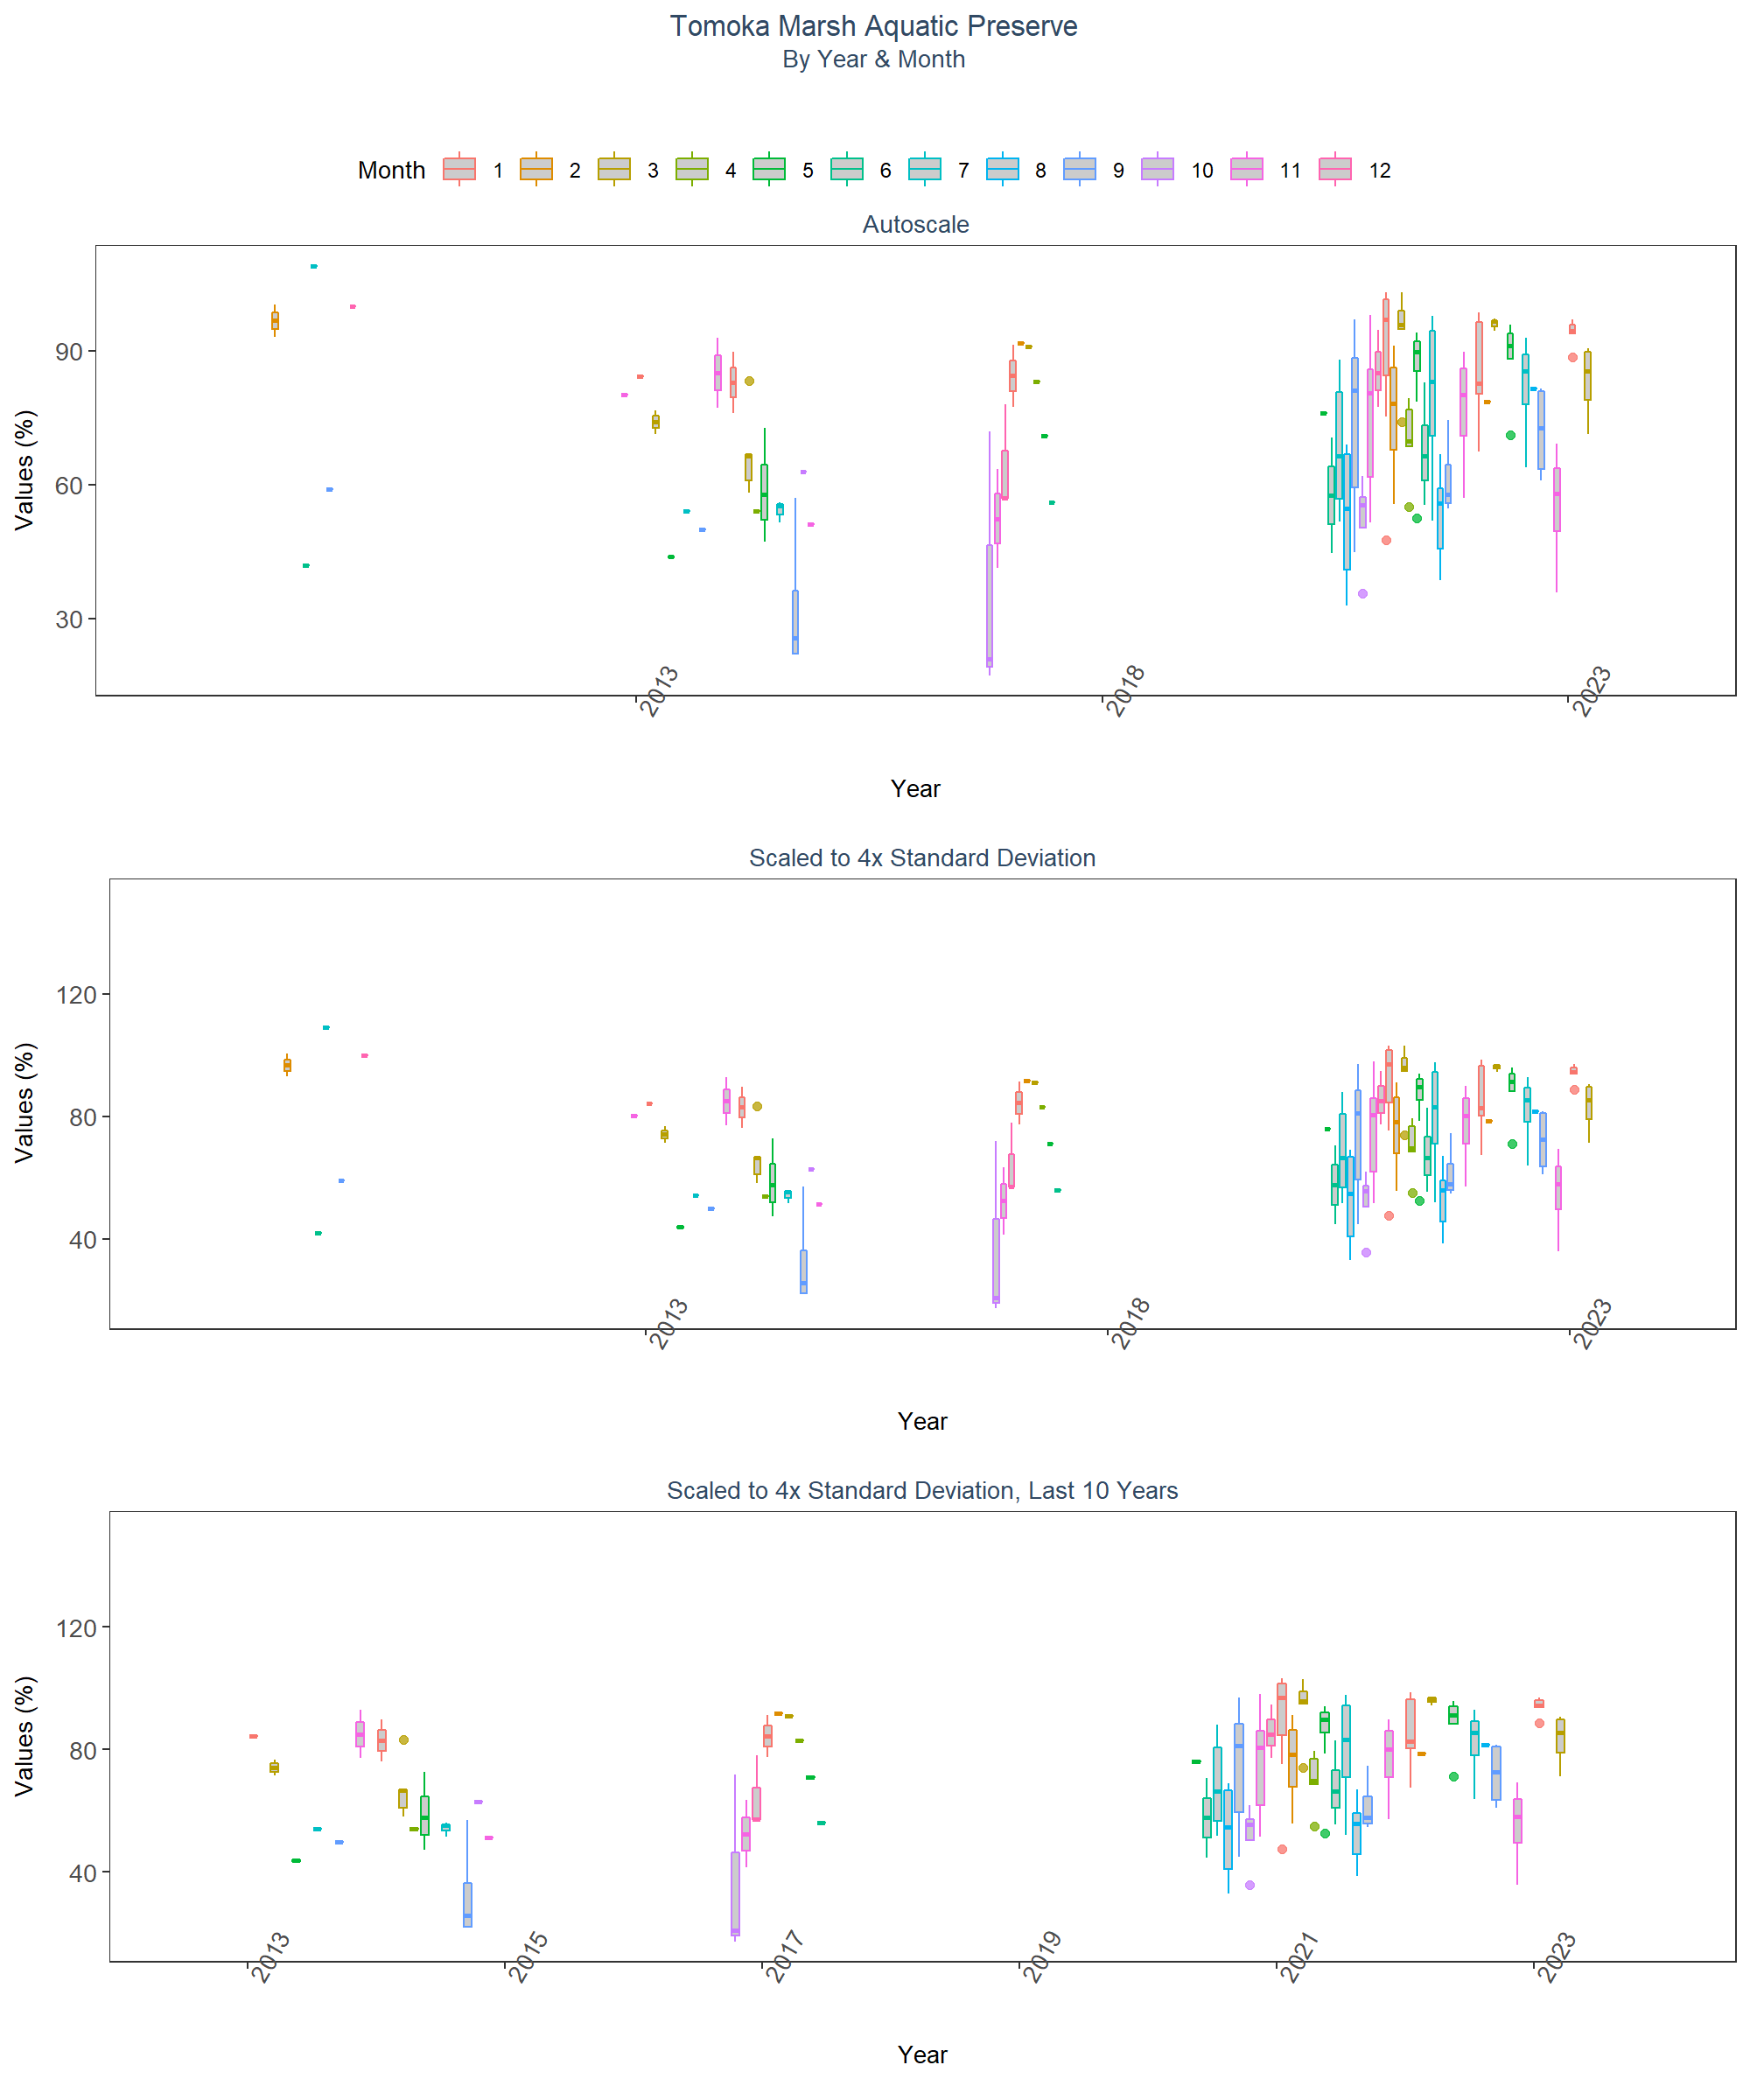 Tomoka Marsh Aquatic Preserve
By Year & Month
Month 1 2 3 4 5 6 7 8 9 10 11 12
Autoscale
Values (%)
90
60
30
2013 2018 2023
Year
Scaled to 4x Standard Deviation
Values (%)
120
80
40
2013 2018 2023
Year
Scaled to 4x Standard Deviation, Last 10 Years
Values (%)
120
80
40
2013 2015 2017 2019 2021 2023
Year